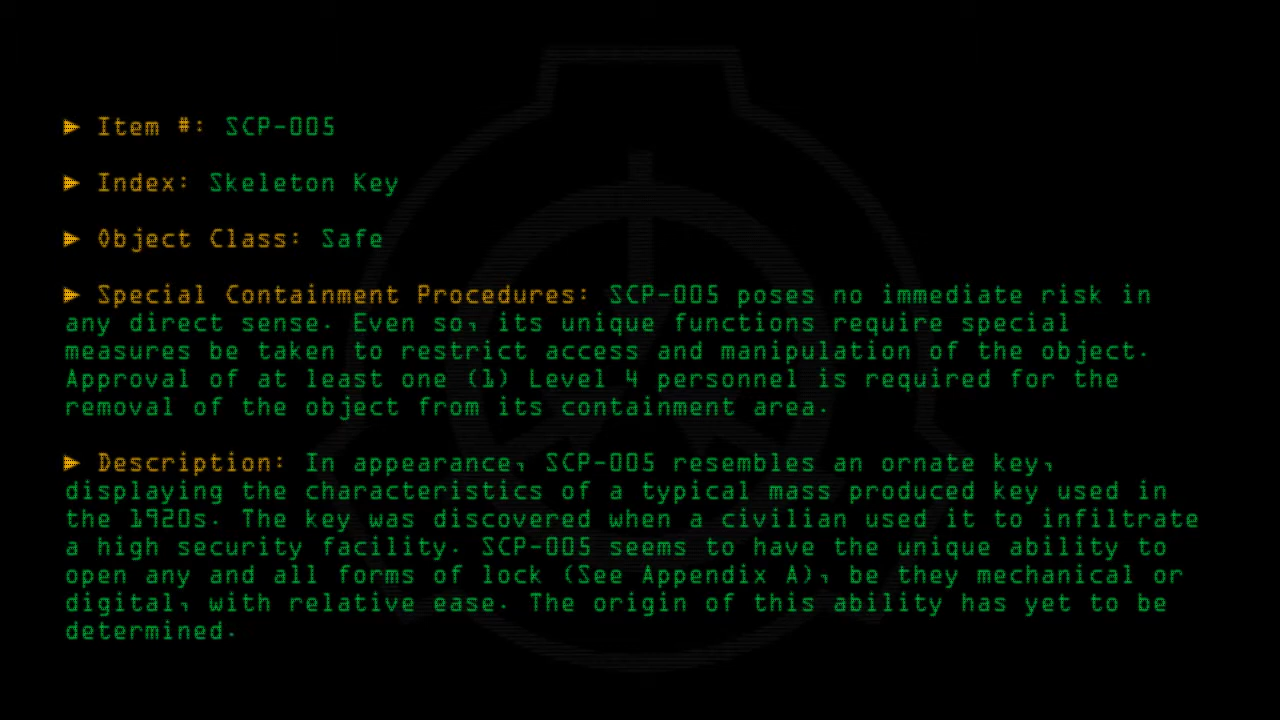 ► Item #: SCP-005
► Index: Skeleton Key
► Object Class: Safe
► Special Containment Procedures: SCP-005 poses no immediate risk in
any direct sense. Even so, its unique functions require special
measures be taken to restrict access and manipulation of the object.
Approval of at least one (1) Level 4 personnel is required for the
removal of the object from its containment area.
► Description: In appearance, SCP-005 resembles an ornate key,
displaying the characteristics of a typical mass produced key used in
the 1920s. The key was discovered when a civilian used it to infiltrate
a high security facility. SCP-005 seems to have the unique ability to
open any and all forms of lock (See Appendix A), be they mechanical or
digital, with relative ease. The origin of this ability has yet to be
determined.